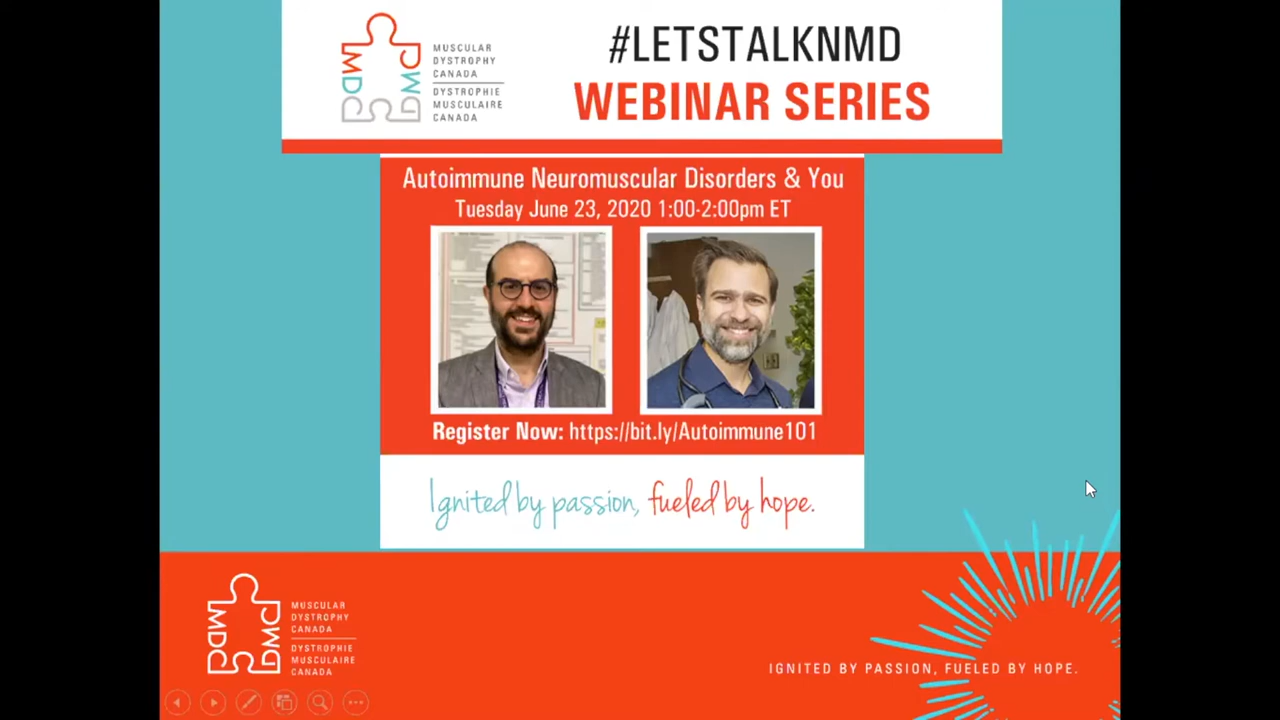 MUSCULAR
DYSTROPHY
CANADA
DYSTROPHIE
MUSCULAIRE
CANADA
#LETSTALKNMD
WEBINAR SERIES
Autoimmune Neuromuscular Disorders & You
Tuesday June 23, 2020 1:00-2:00pm ET
Register Now: https://bit.ly/Autoimmune101
Ignited by passion, fueled by hope.
MUSCULAR
DYSTROPHY
CANADA
DYSTROPHIE
MUSCULAIRE
CANADA
IGNITED BY PASSION, FUELED BY HOPE.